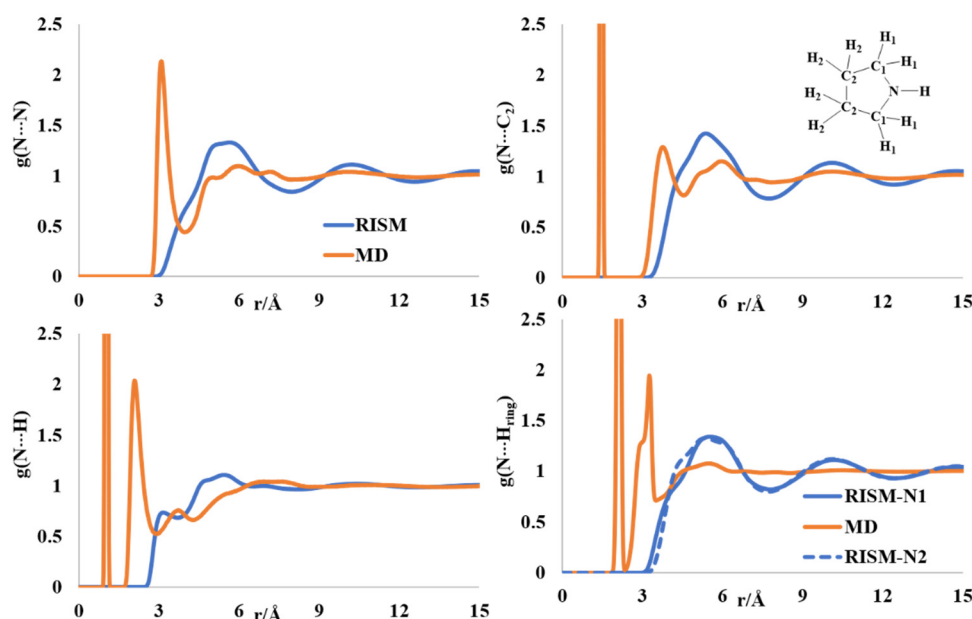 2.5
2
1.5
1
0.5
0
g(N···N)
RISM
MD
0 3 6 9 12 15
r/Å
2.5
2
1.5
1
0.5
0
g(N···C₂)
H₂ H₂ H₁
C₂ C₁ H₁
N H
H₂ C₂ C₁ H₁
H₂ H₁
0 3 6 9 12 15
r/Å
2.5
2
1.5
1
0.5
0
g(N···H)
0 3 6 9 12 15
r/Å
2.5
2
1.5
1
0.5
0
g(N···H_ring)
RISM-N1
MD
RISM-N2
0 3 6 9 12 15
r/Å